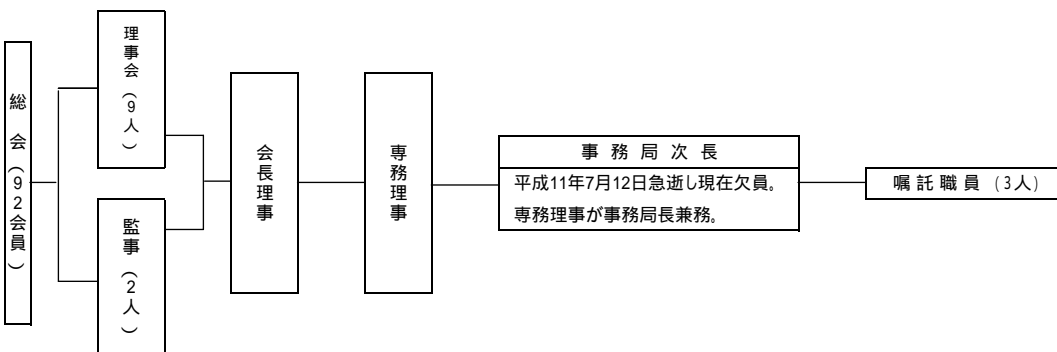 総会（92会員）
理事会（9人）
監事（2人）
会長理事
専務理事
事務局次長
平成11年7月12日急逝し現在欠員。
専務理事が事務局長兼務。
嘱託職員（3人）